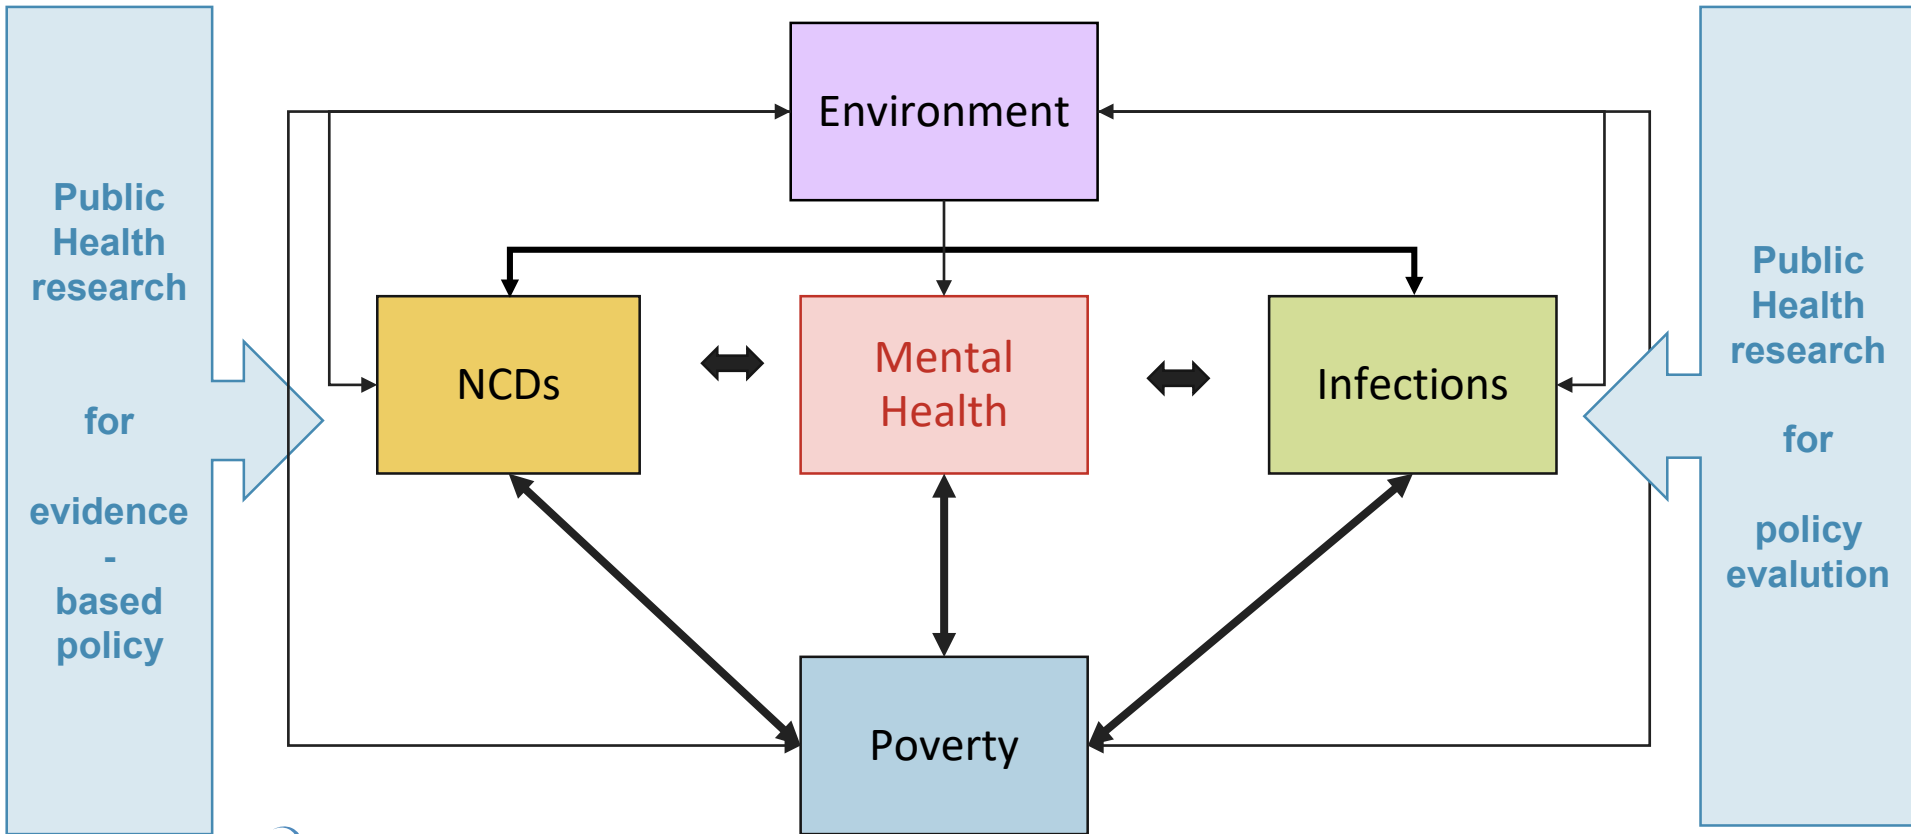 Public
Health
research
for
evidence
-
based
policy
Environment
NCDs
Mental
Health
Infections
Poverty
Public
Health
research
for
policy
evalution